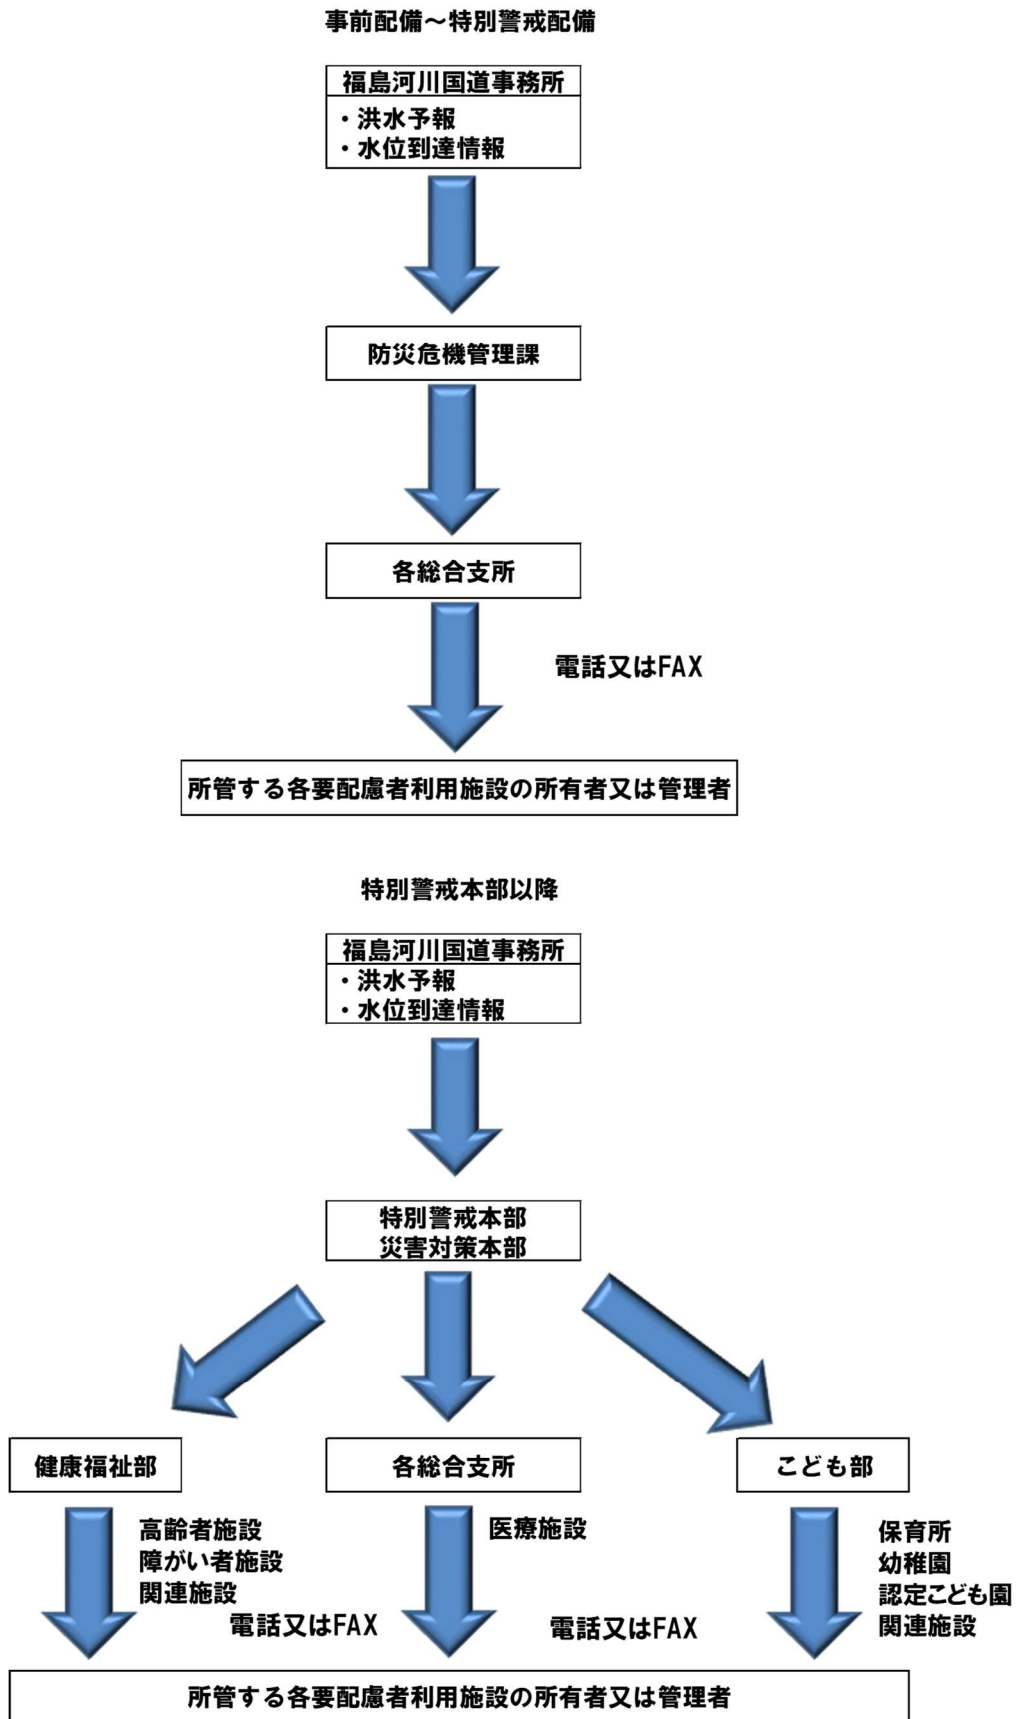 事前配備～特別警戒配備
福島河川国道事務所
・洪水予報
・水位到達情報
防災危機管理課
各総合支所
電話又はFAX
所管する各要配慮者利用施設の所有者又は管理者
特別警戒本部以降
福島河川国道事務所
・洪水予報
・水位到達情報
特別警戒本部
災害対策本部
健康福祉部
各総合支所
こども部
高齢者施設
障がい者施設
関連施設
電話又はFAX
医療施設
電話又はFAX
保育所
幼稚園
認定こども園
関連施設
所管する各要配慮者利用施設の所有者又は管理者